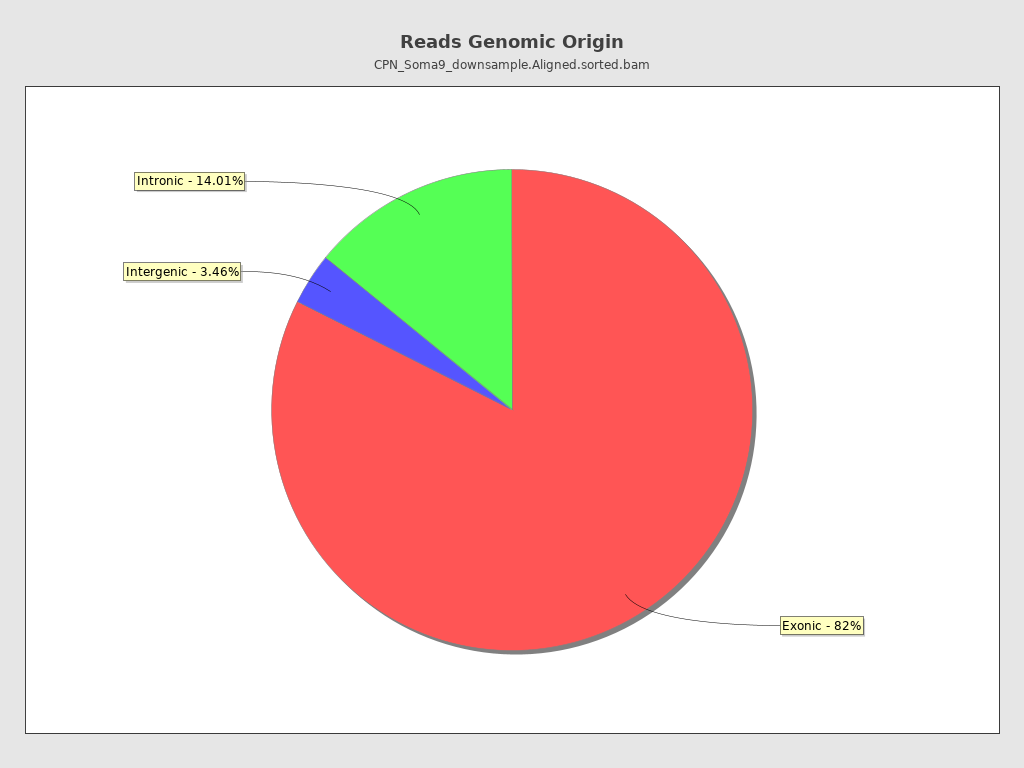 Reads Genomic Origin
CPN_Soma9_downsample.Aligned.sorted.bam
Intronic - 14.01%
Intergenic - 3.46%
Exonic - 82%